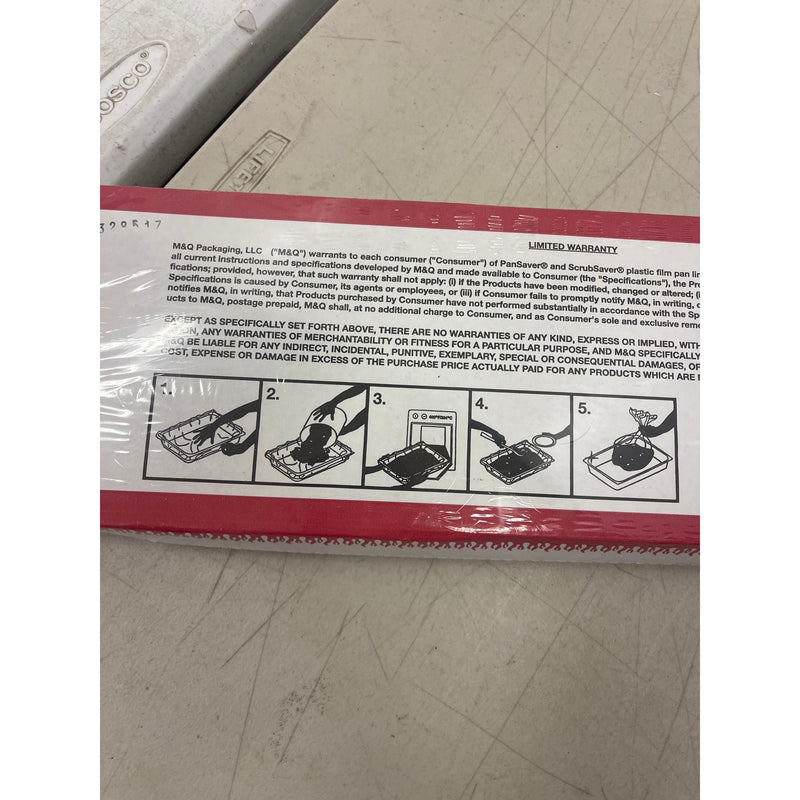 COSCO®
LIFE
320517
LIMITED WARRANTY
M&Q Packaging, LLC ("M&Q") warrants to each consumer ("Consumer") of PanSaver® and ScrubSaver® plastic film pan lin
all current instructions and specifications developed by M&Q and made available to Consumer (the "Specifications"), the Pro
ifications; provided, however, that such warranty shall not apply: (i) if the Products have been modified, changed or altered; (i
Specifications is caused by Consumer, its agents or employees, or (iii) if Consumer fails to promptly notify M&Q, in writing, o
notifies M&Q, in writing, that Products purchased by Consumer have not performed substantially in accordance with the Sp
ucts to M&Q, postage prepaid, M&Q shall, at no additional charge to Consumer, and as Consumer's sole and exclusive reme
EXCEPT AS SPECIFICALLY SET FORTH ABOVE, THERE ARE NO WARRANTIES OF ANY KIND, EXPRESS OR IMPLIED, WITH
TION, ANY WARRANTIES OF MERCHANTABILITY OR FITNESS FOR A PARTICULAR PURPOSE, AND M&Q SPECIFICALLY
M&Q BE LIABLE FOR ANY INDIRECT, INCIDENTAL, PUNITIVE, EXEMPLARY, SPECIAL OR CONSEQUENTIAL DAMAGES, OR
COST, EXPENSE OR DAMAGE IN EXCESS OF THE PURCHASE PRICE ACTUALLY PAID FOR ANY PRODUCTS WHICH ARE
1. 2. 3. 4. 5.
400°F/204°C